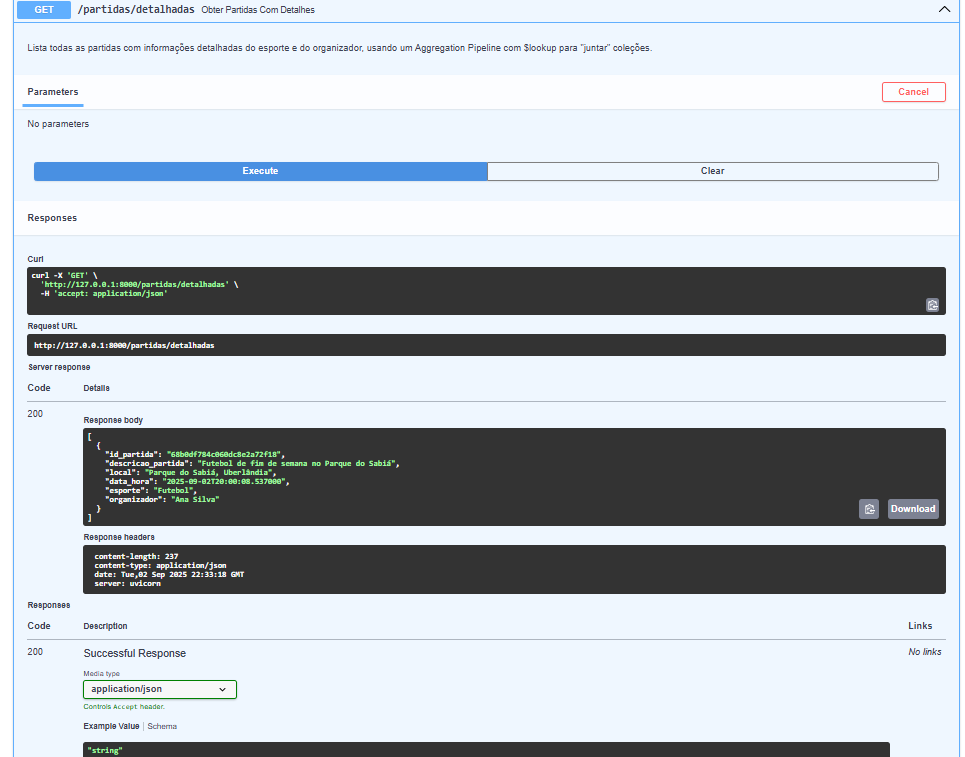 GET /partidas/detalhadas Obter Partidas Com Detalhes
Lista todas as partidas com informações detalhadas do esporte e do organizador, usando um Aggregation Pipeline com $lookup para "juntar" coleções.
Parameters
Cancel
No parameters
Execute
Clear
Responses
Curl
curl -X 'GET' \
'http://127.0.0.1:8000/partidas/detalhadas' \
-H 'accept: application/json'
Request URL
http://127.0.0.1:8000/partidas/detalhadas
Server response
Code Details
200
Response body
[
{
"id_partida": "68b0df784c060dc8e2a72f18",
"descricao_partida": "Futebol de fim de semana no Parque do Sabiá",
"local": "Parque do Sabiá, Uberlândia",
"data_hora": "2025-09-02T20:00:08.537000",
"esporte": "Futebol",
"organizador": "Ana Silva"
}
]
Download
Response headers
content-length: 237
content-type: application/json
date: Tue,02 Sep 2025 22:33:18 GMT
server: uvicorn
Responses
Code Description Links
200 Successful Response No links
Media type
application/json
Controls Accept header.
Example Value Schema
"string"